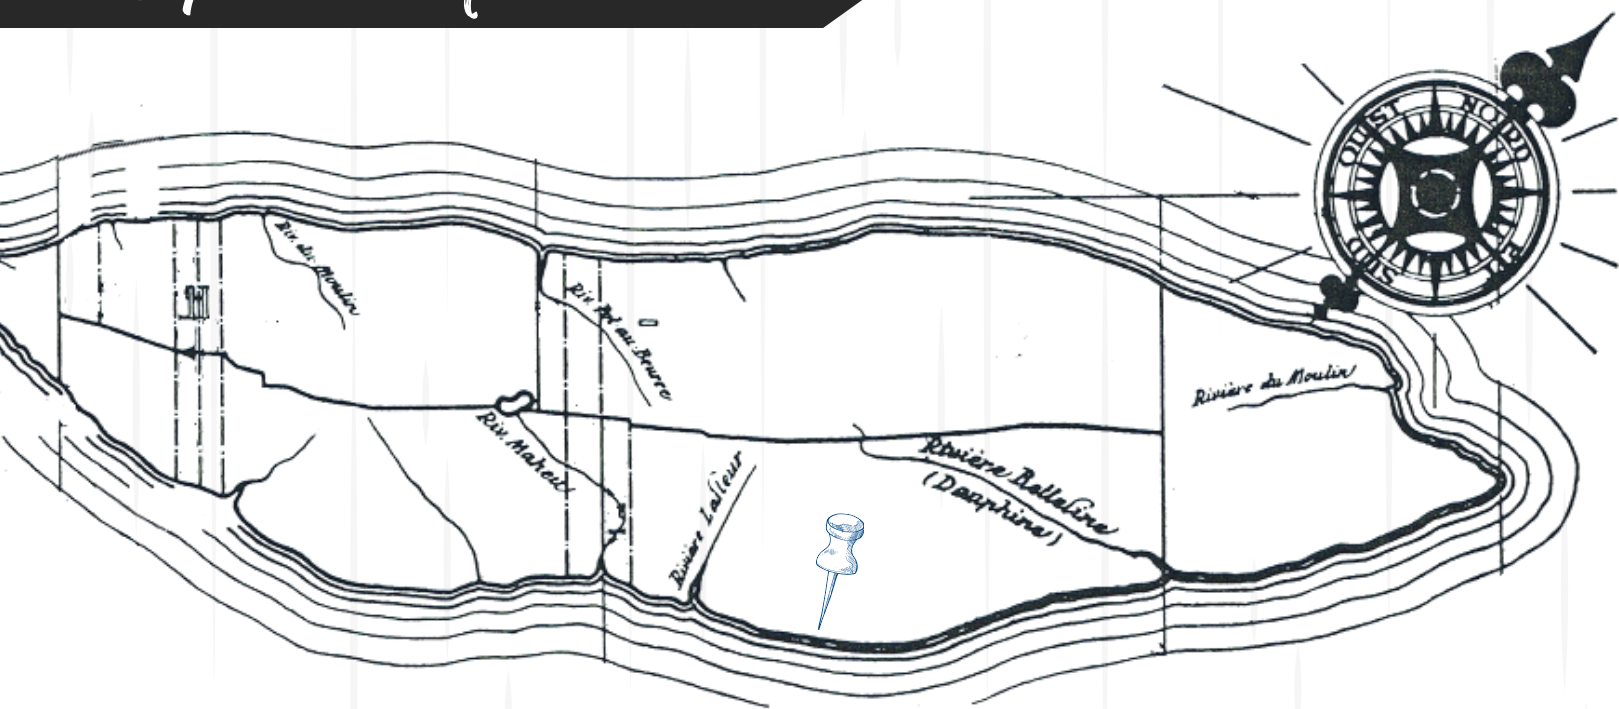 OUEST
NORD
SUD
EST
Riv. du Moulin
Riv. Pot au Beurre
Rivière du Moulin
Riv. Maheu
Rivière Lafleur
Rivière Bellefine
(Dauphine)